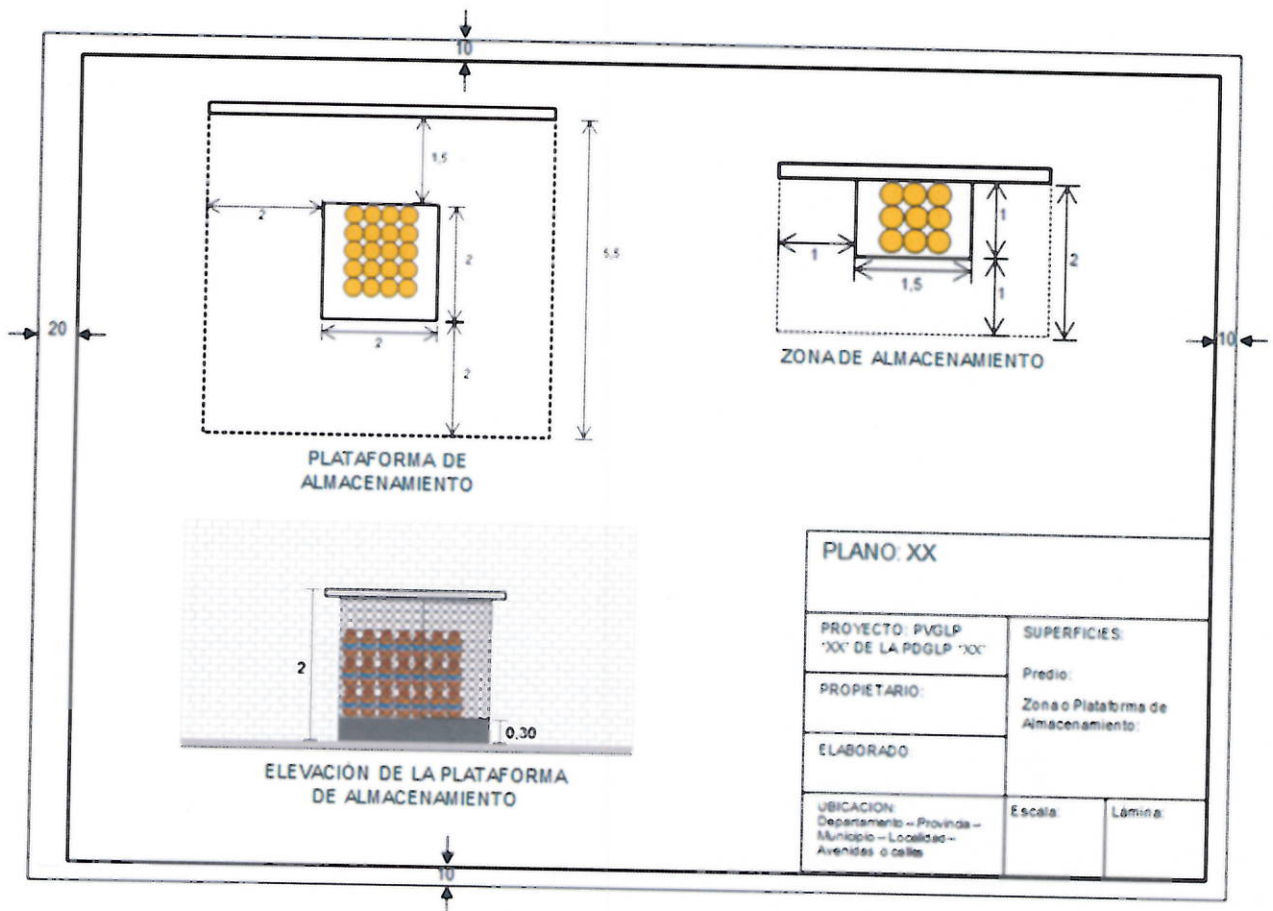 10
1,5
2
2
5,5
2
2
PLATAFORMA DE
ALMACENAMIENTO
1
1
2
1,5
1
ZONA DE ALMACENAMIENTO
20
10
2
0,30
ELEVACIÓN DE LA PLATAFORMA
DE ALMACENAMIENTO
10
PLANO: XX
PROYECTO: PVGLP
"XX" DE LA PDGLP "XX"
PROPIETARIO:
ELABORADO:
UBICACION:
Departamento – Provincia –
Municipio – Localidad –
Avenidas o calles
SUPERFICIES:
Predio:
Zona o Plataforma de
Almacenamiento:
Escala:
Lámina: